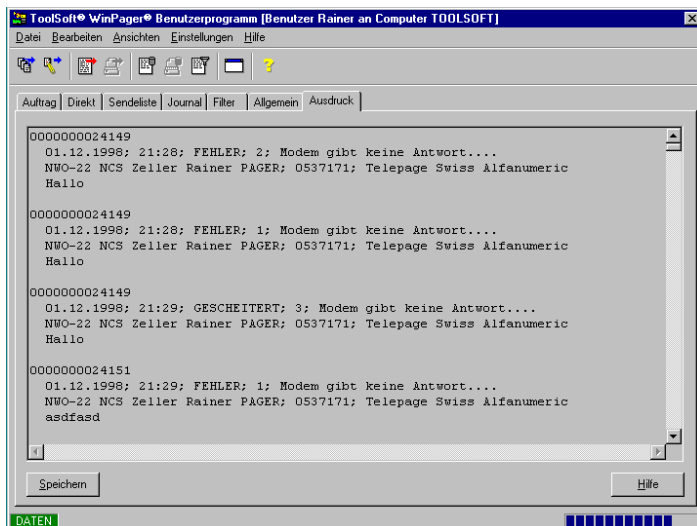 ToolSoft® WinPager® Benutzerprogramm [Benutzer Rainer an Computer TOOLSOFT]
Datei Bearbeiten Ansichten Einstellungen Hilfe
Auftrag Direkt Sendeliste Journal Filter Allgemein Ausdruck
0000000024149
01.12.1998; 21:28; FEHLER; 2; Modem gibt keine Antwort....
NWO-22 NCS Zeller Rainer PAGER; 0537171; Telepage Swiss Alfanumeric
Hallo
0000000024149
01.12.1998; 21:28; FEHLER; 1; Modem gibt keine Antwort....
NWO-22 NCS Zeller Rainer PAGER; 0537171; Telepage Swiss Alfanumeric
Hallo
0000000024149
01.12.1998; 21:29; GESCHEITERT; 3; Modem gibt keine Antwort....
NWO-22 NCS Zeller Rainer PAGER; 0537171; Telepage Swiss Alfanumeric
Hallo
0000000024151
01.12.1998; 21:29; FEHLER; 1; Modem gibt keine Antwort....
NWO-22 NCS Zeller Rainer PAGER; 0537171; Telepage Swiss Alfanumeric
asdfasd
Speichern Hilfe
DATEN